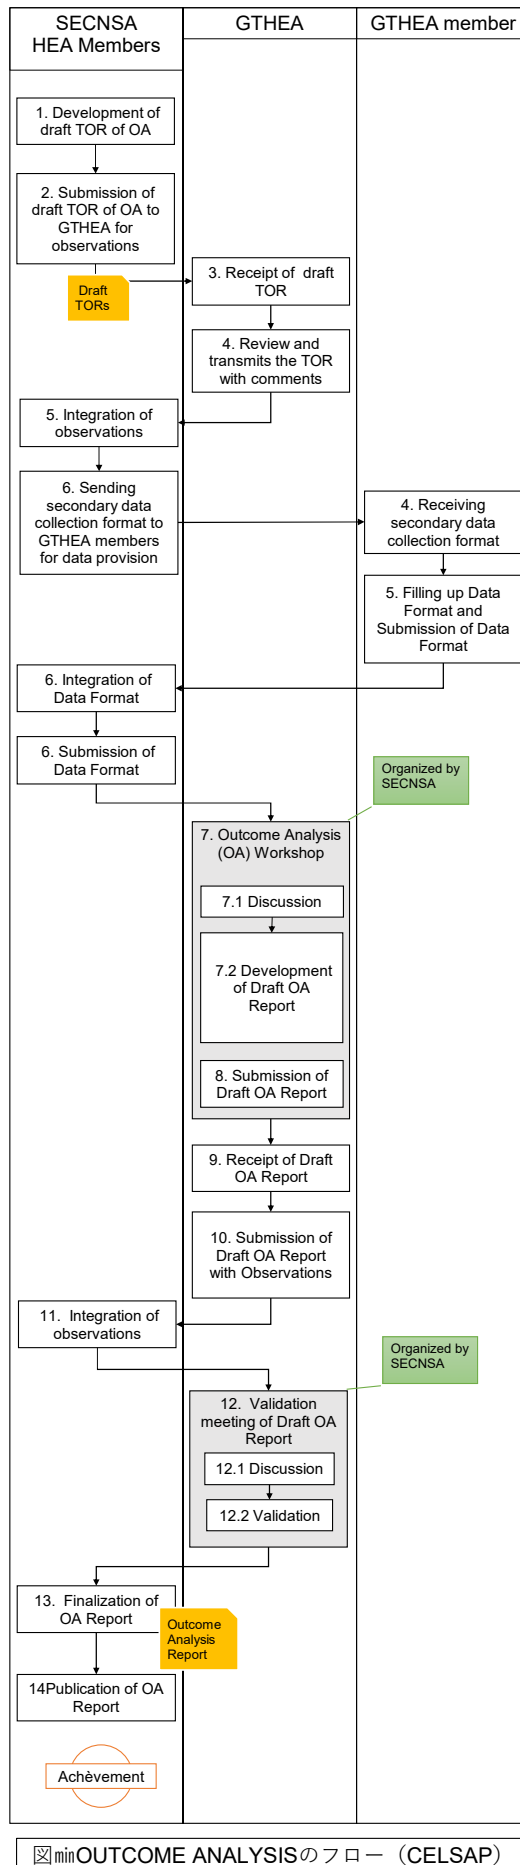 SECNSA
HEA Members
GTHEA
GTHEA member
1. Development of
draft TOR of OA
2. Submission of
draft TOR of OA to
GTHEA for
observations
Draft
TORs
3. Receipt of draft
TOR
4. Review and
transmits the TOR
with comments
5. Integration of
observations
6. Sending
secondary data
collection format to
GTHEA members
for data provision
4. Receiving
secondary data
collection format
5. Filling up Data
Format and
Submission of Data
Format
6. Integration of
Data Format
6. Submission of
Data Format
Organized by
SECNSA
7. Outcome Analysis
(OA) Workshop
7.1 Discussion
7.2 Development
of Draft OA
Report
8. Submission of
Draft OA Report
9. Receipt of Draft
OA Report
10. Submission of
Draft OA Report
with Observations
11. Integration of
observations
Organized by
SECNSA
12. Validation
meeting of Draft OA
Report
12.1 Discussion
12.2 Validation
13. Finalization of
OA Report
Outcome
Analysis
Report
14Publication of OA
Report
Achèvement
図㎣OUTCOME ANALYSISのフロー（CELSAP）